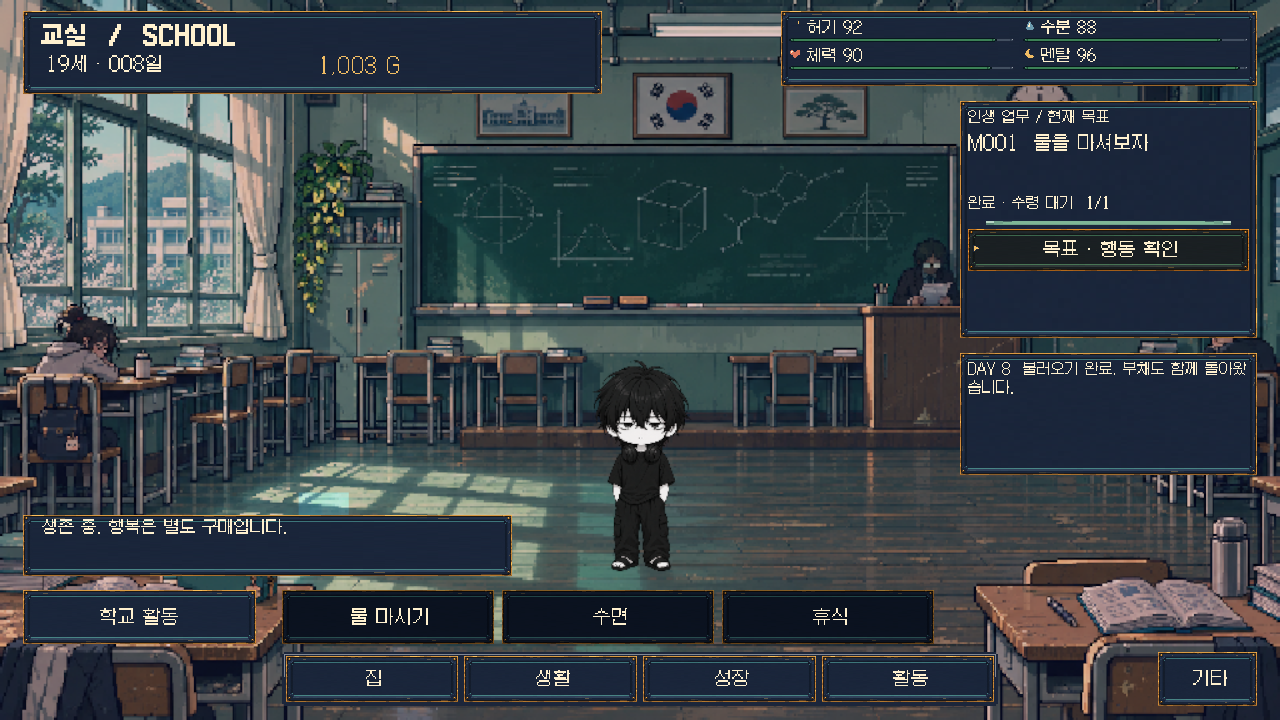 교실 / SCHOOL
19세 · 008일
1,003 G
허기 92
수분 88
체력 90
멘탈 96
인생 업무 / 현재 목표
M001 물을 마셔보자
완료 · 수령 대기 1/1
목표 · 행동 확인
DAY 8 불러오기 완료. 부채도 함께 돌아왔
습니다.
생존 중. 행복은 별도 구매입니다.
학교 활동
물 마시기
수면
휴식
집
생활
성장
활동
기타